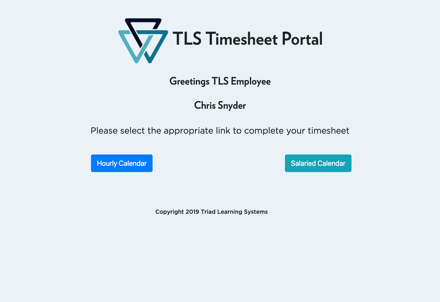 TLS Timesheet Portal
Greetings TLS Employee
Chris Snyder
Please select the appropriate link to complete your timesheet
Hourly Calendar
Salaried Calendar
Copyright 2019 Triad Learning Systems